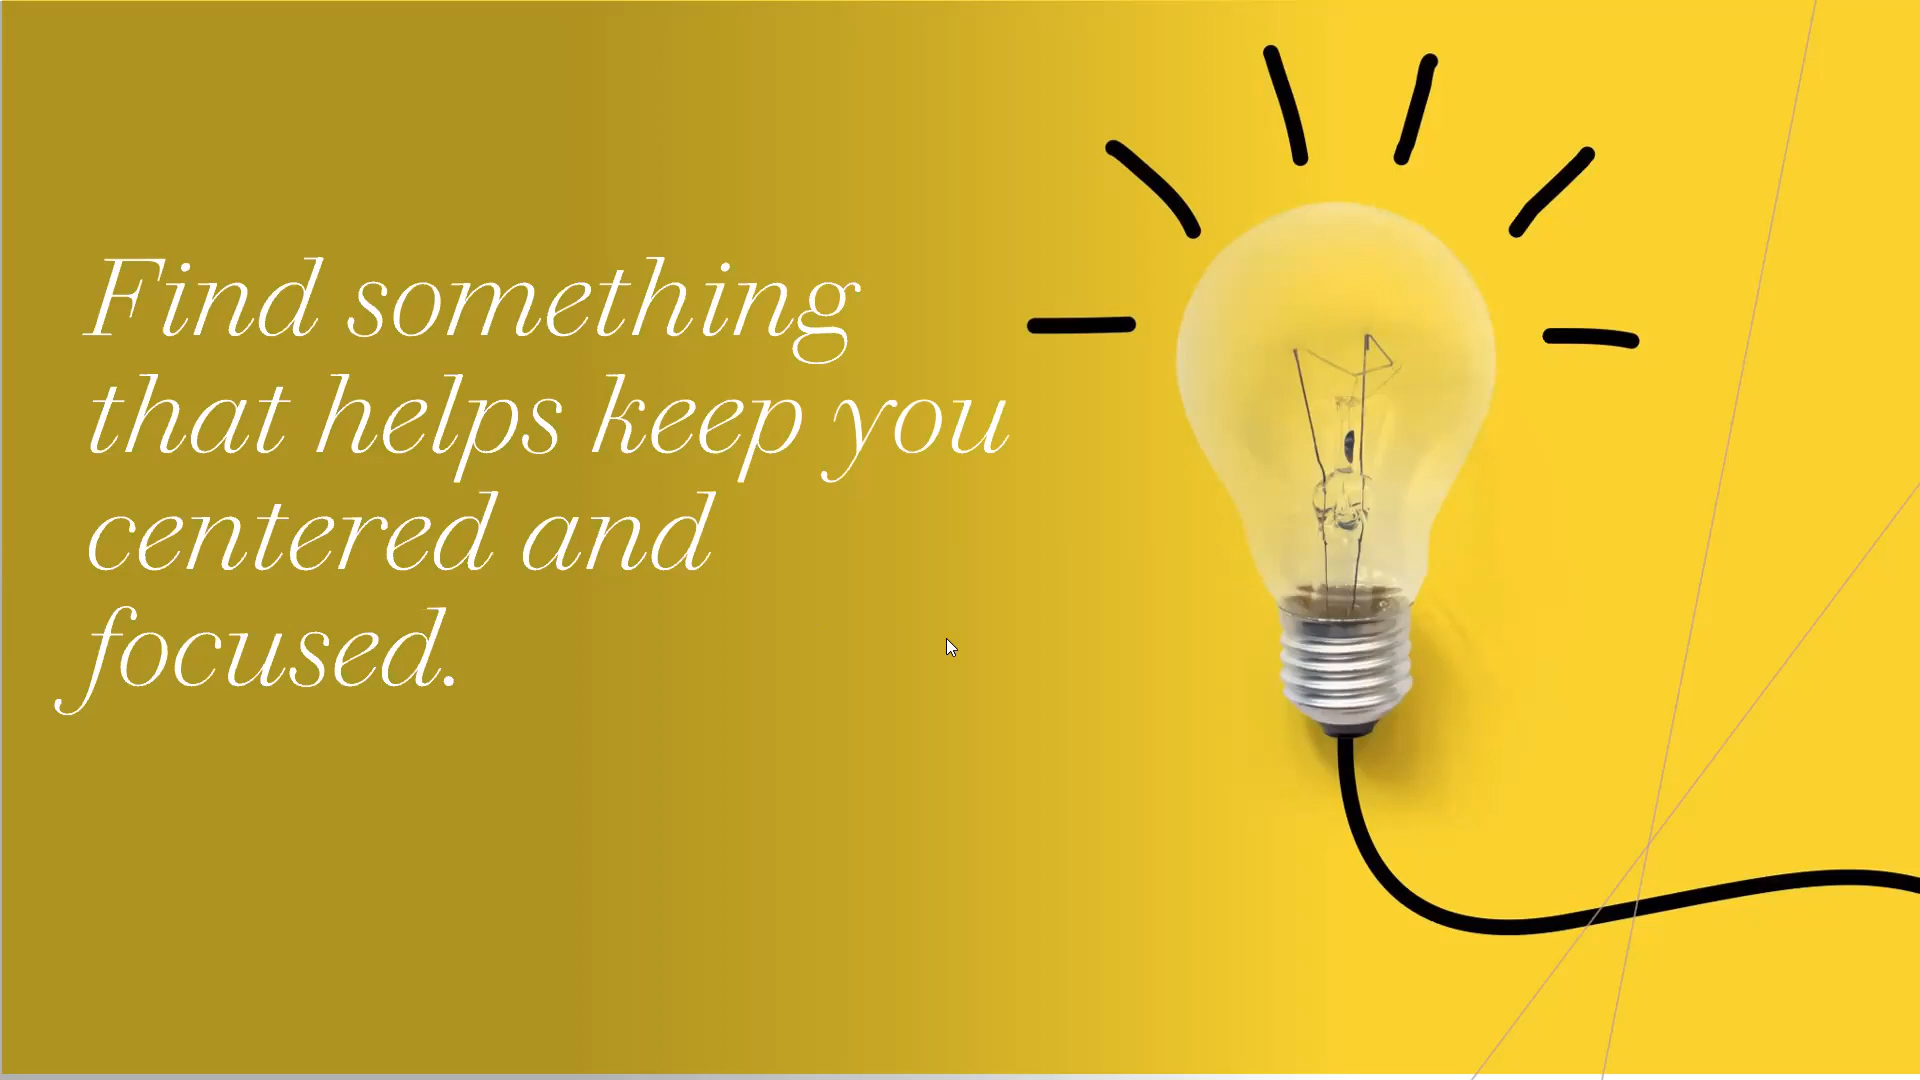 Find something
that helps keep you
centered and
focused.